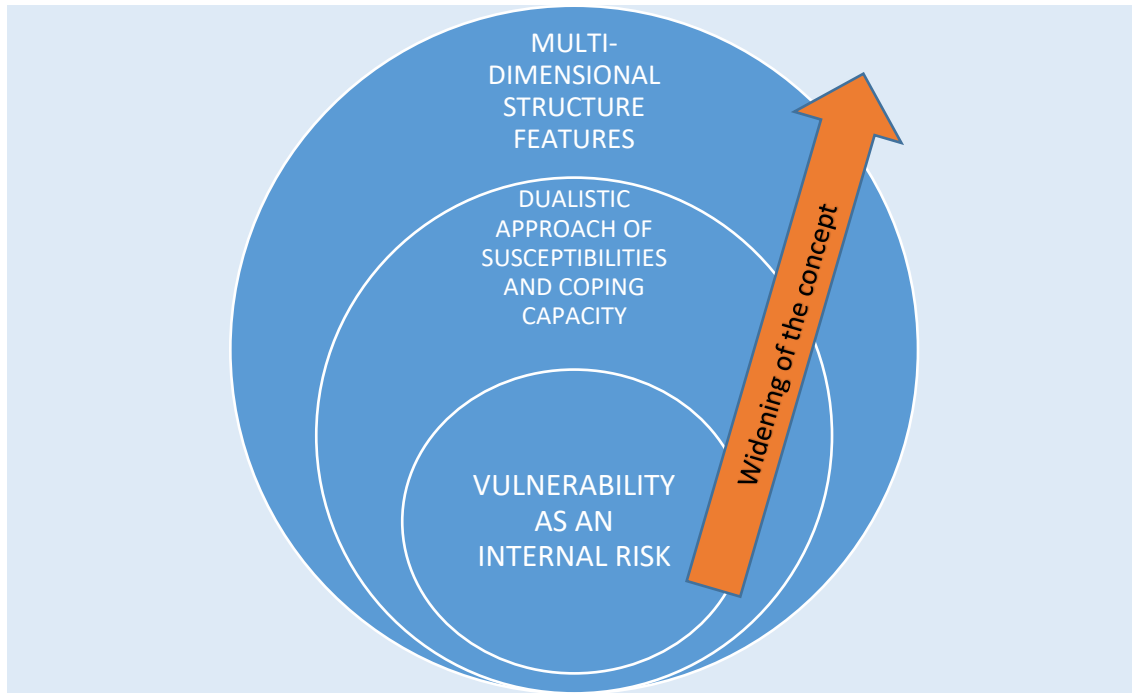 MULTI-
DIMENSIONAL
STRUCTURE
FEATURES
DUALISTIC
APPROACH OF
SUSCEPTIBILITIES
AND COPING
CAPACITY
VULNERABILITY
AS AN
INTERNAL RISK
Widening of the concept